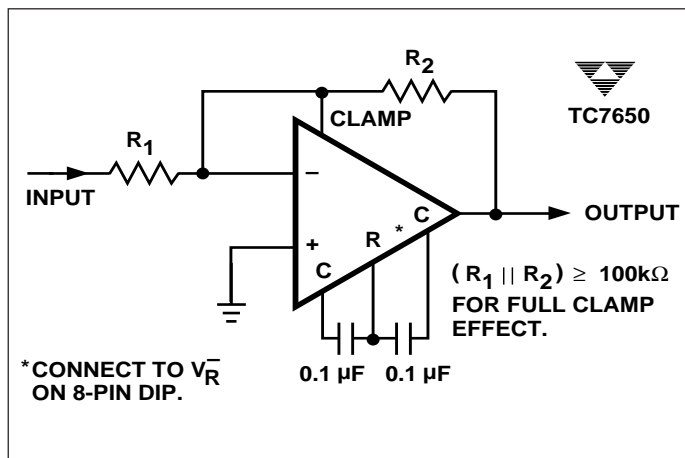 R2
CLAMP
TC7650
R1
INPUT
−
+
C
R
*
C
OUTPUT
(R1 || R2) ≥ 100kΩ
FOR FULL CLAMP
EFFECT.
0.1 µF
0.1 µF
*CONNECT TO V̅R
ON 8-PIN DIP.